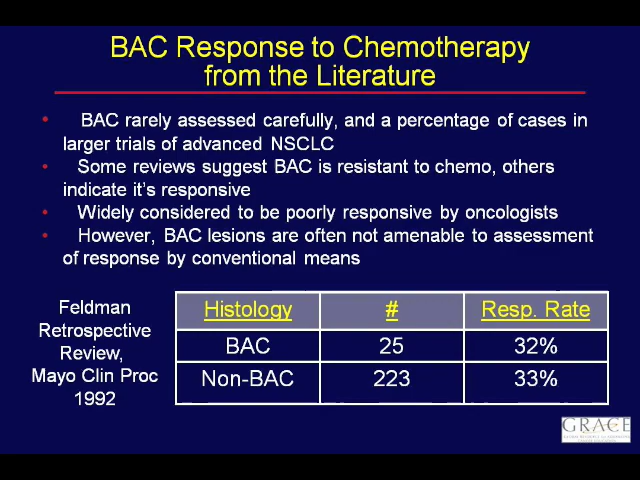 BAC Response to Chemotherapy
from the Literature
• BAC rarely assessed carefully, and a percentage of cases in
larger trials of advanced NSCLC
• Some reviews suggest BAC is resistant to chemo, others
indicate it's responsive
• Widely considered to be poorly responsive by oncologists
• However, BAC lesions are often not amenable to assessment
of response by conventional means
Feldman
Retrospective
Review,
Mayo Clin Proc
1992
Histology # Resp. Rate
BAC 25 32%
Non-BAC 223 33%
GRACE